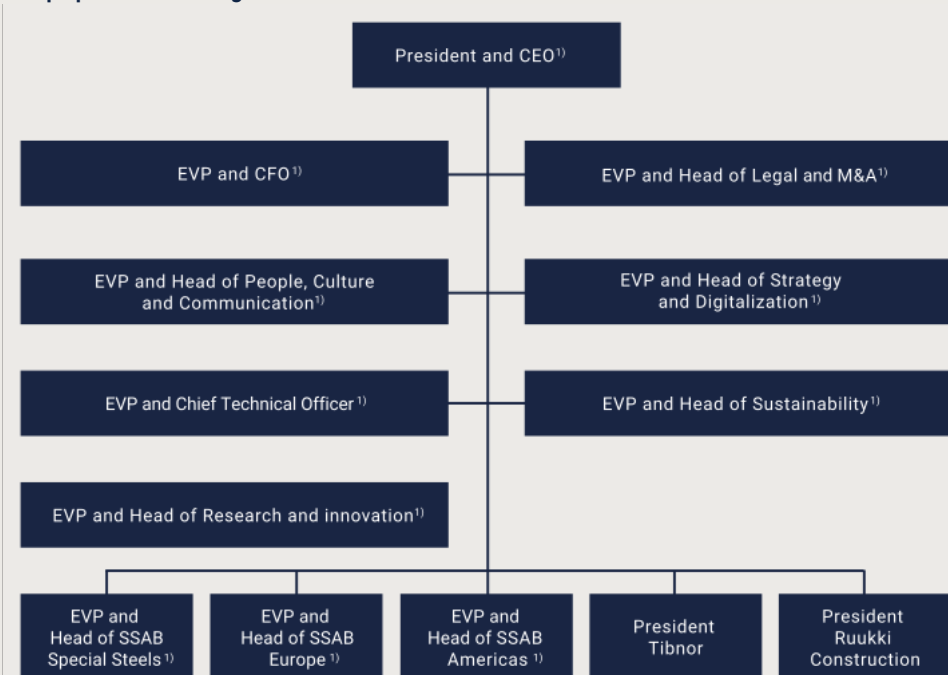 President and CEO1)
EVP and CFO1)
EVP and Head of Legal and M&A1)
EVP and Head of People, Culture
and Communication1)
EVP and Head of Strategy
and Digitalization1)
EVP and Chief Technical Officer1)
EVP and Head of Sustainability1)
EVP and Head of Research and innovation1)
EVP and
Head of SSAB
Special Steels1)
EVP and
Head of SSAB
Europe1)
EVP and
Head of SSAB
Americas1)
President
Tibnor
President
Ruukki
Construction